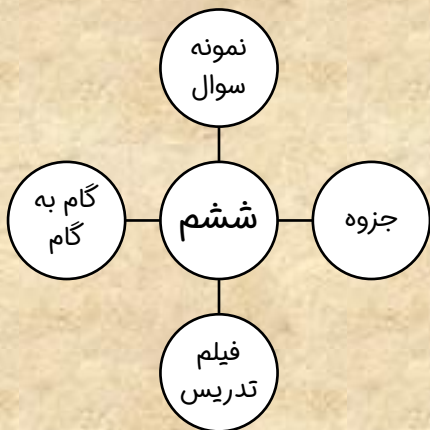 نمونه
سوال
ششم
جزوه
گام به
گام
فیلم
تدریس